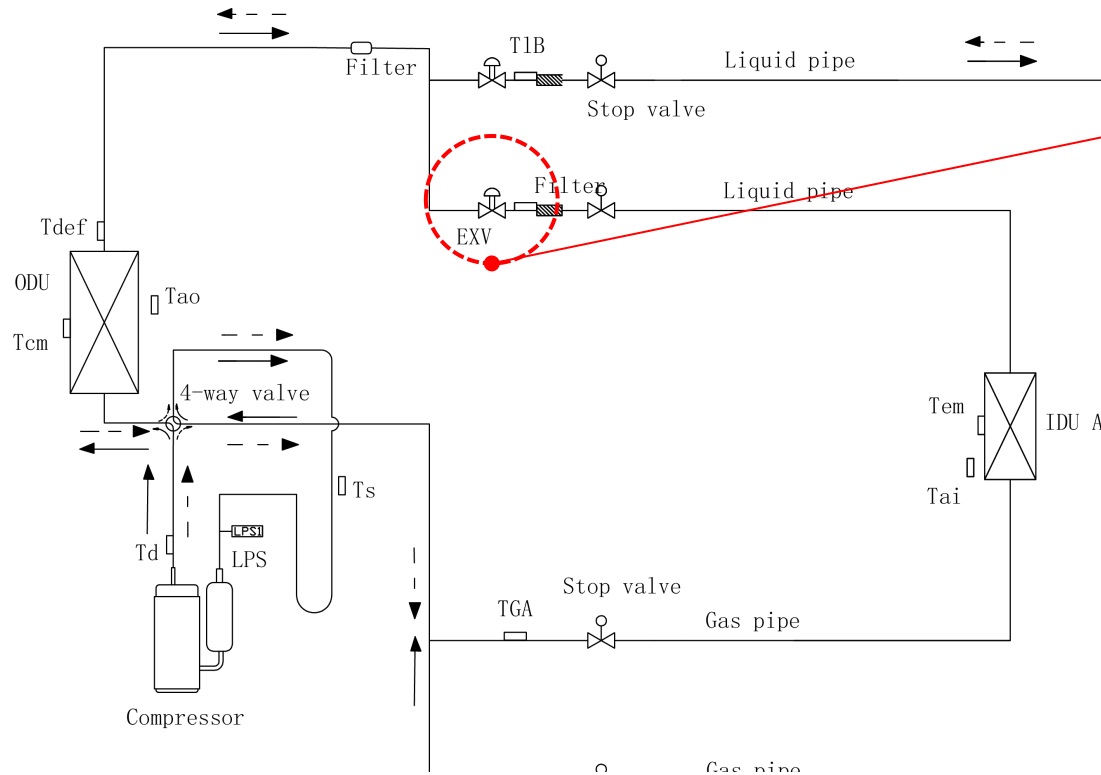 T1B
Filter
Liquid pipe
Stop valve
Filter
Liquid pipe
Tdef
EXV
ODU
Tao
Tcm
4-way valve
Tem
IDU A
Ts
Tai
LPS1
Td
LPS
Stop valve
TGA
Gas pipe
Compressor
Gas pipe